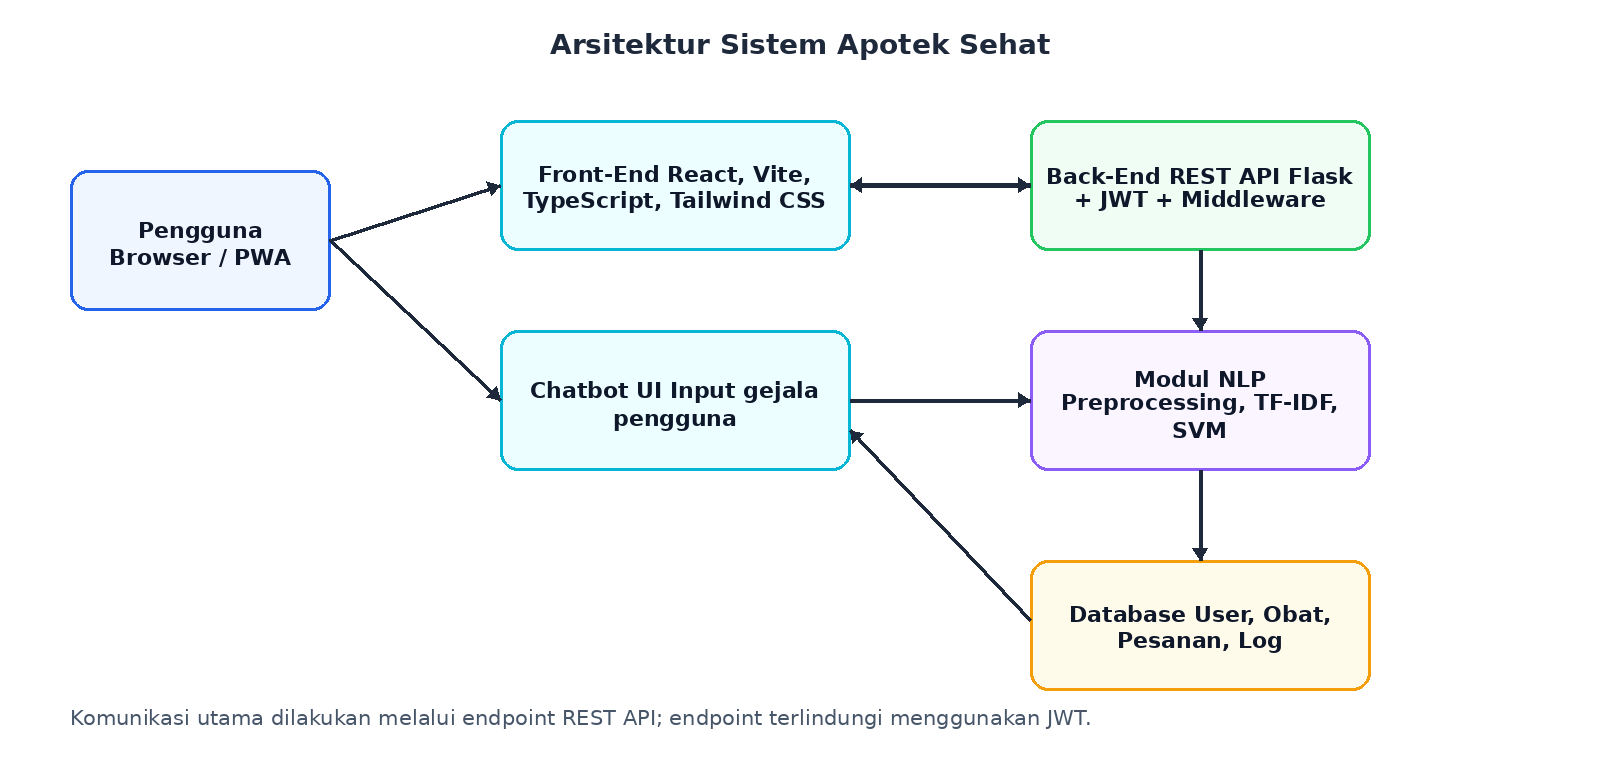 Arsitektur Sistem Apotek Sehat
Pengguna
Browser / PWA
Front-End React, Vite,
TypeScript, Tailwind CSS
Back-End REST API Flask
+ JWT + Middleware
Chatbot UI Input gejala
pengguna
Modul NLP
Preprocessing, TF-IDF,
SVM
Database User, Obat,
Pesanan, Log
Komunikasi utama dilakukan melalui endpoint REST API; endpoint terlindungi menggunakan JWT.